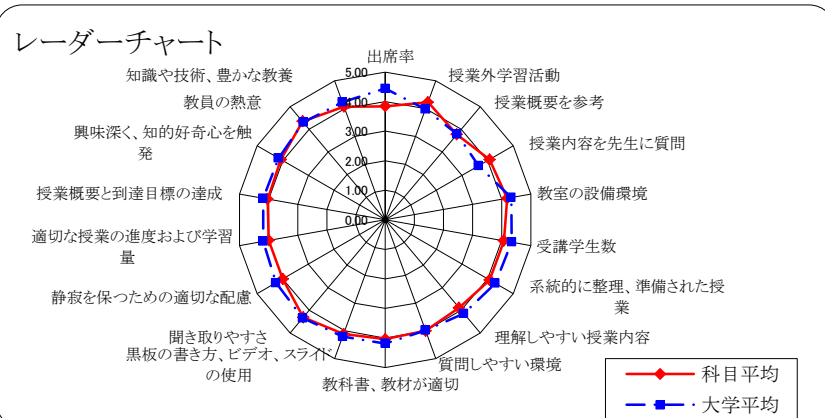 レーダーチャート
出席率
授業外学習活動
授業概要を参考
授業内容を先生に質問
教室の設備環境
受講学生数
系統的に整理、準備された授
業
理解しやすい授業内容
質問しやすい環境
教科書、教材が適切
黒板の書き方、ビデオ、スライド
の使用
聞き取りやすさ
静寂を保つための適切な配慮
適切な授業の進度および学習
量
授業概要と到達目標の達成
興味深く、知的好奇心を触
発
教員の熱意
知識や技術、豊かな教養
5.00
4.00
3.00
2.00
1.00
0.00
科目平均
大学平均